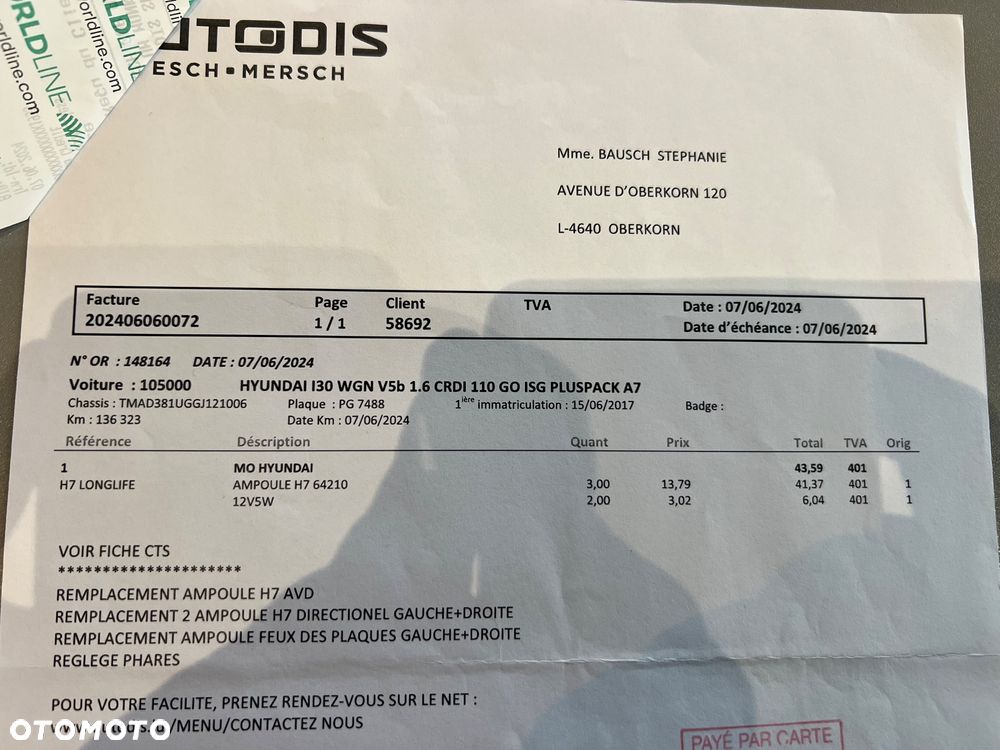 WORLDLINE
worldline.com
UTODIS
ESCH MERSCH
Mme. BAUSCH STEPHANIE
AVENUE D'OBERKORN 120
L-4640 OBERKORN
Facture Page Client TVA Date : 07/06/2024
202406060072 1 / 1 58692 Date d'échéance : 07/06/2024
N° OR : 148164 DATE : 07/06/2024
Voiture : 105000 HYUNDAI I30 WGN V5b 1.6 CRDI 110 GO ISG PLUSPACK A7
Chassis : TMAD381UGGJ121006 Plaque : PG 7488 1ière immatriculation : 15/06/2017 Badge :
Km : 136 323 Date Km : 07/06/2024
Référence Déscription Quant Prix Total TVA Orig
1 MO HYUNDAI 43,59 401
H7 LONGLIFE AMPOULE H7 64210 3,00 13,79 41,37 401 1
12V5W 2,00 3,02 6,04 401 1
VOIR FICHE CTS
*********************
REMPLACEMENT AMPOULE H7 AVD
REMPLACEMENT 2 AMPOULE H7 DIRECTIONEL GAUCHE+DROITE
REMPLACEMENT AMPOULE FEUX DES PLAQUES GAUCHE+DROITE
REGLEGE PHARES
POUR VOTRE FACILITE, PRENEZ RENDEZ-VOUS SUR LE NET :
/MENU/CONTACTEZ NOUS
OTOMOTO
PAYÉ PAR CARTE